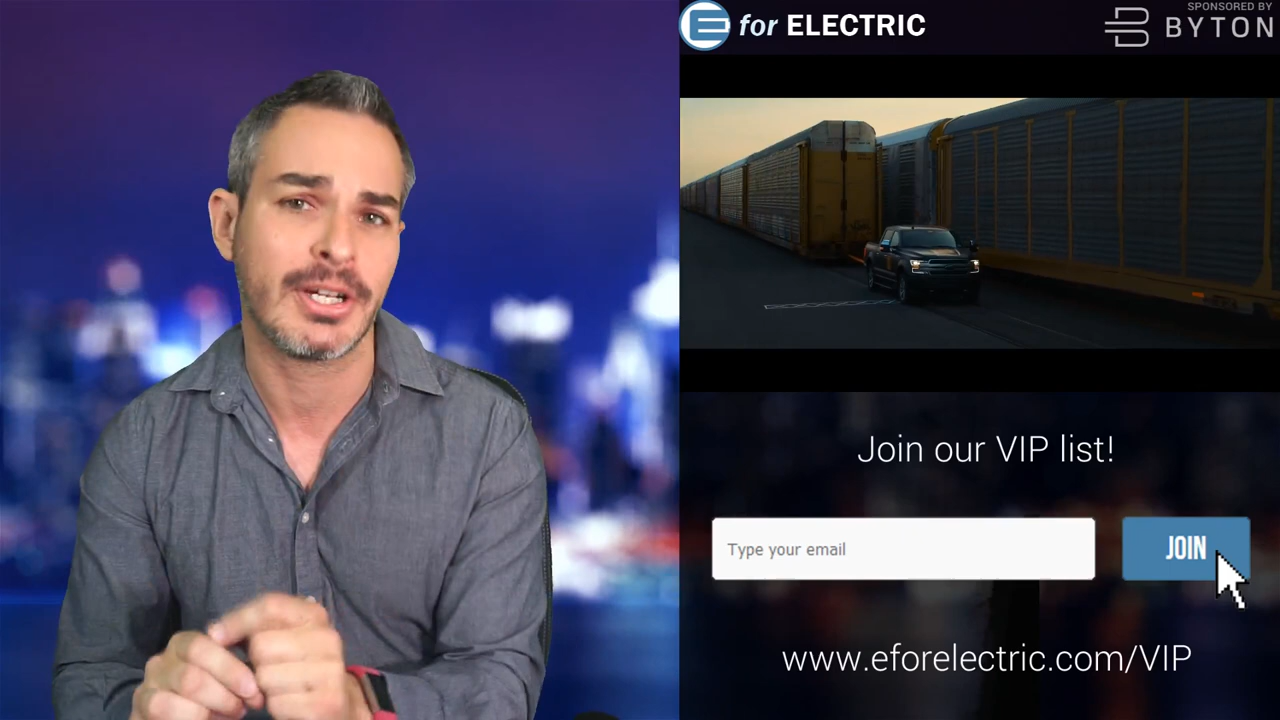 E for ELECTRIC
SPONSORED BY
BYTON
Join our VIP list!
Type your email
JOIN
www.eforelectric.com/VIP